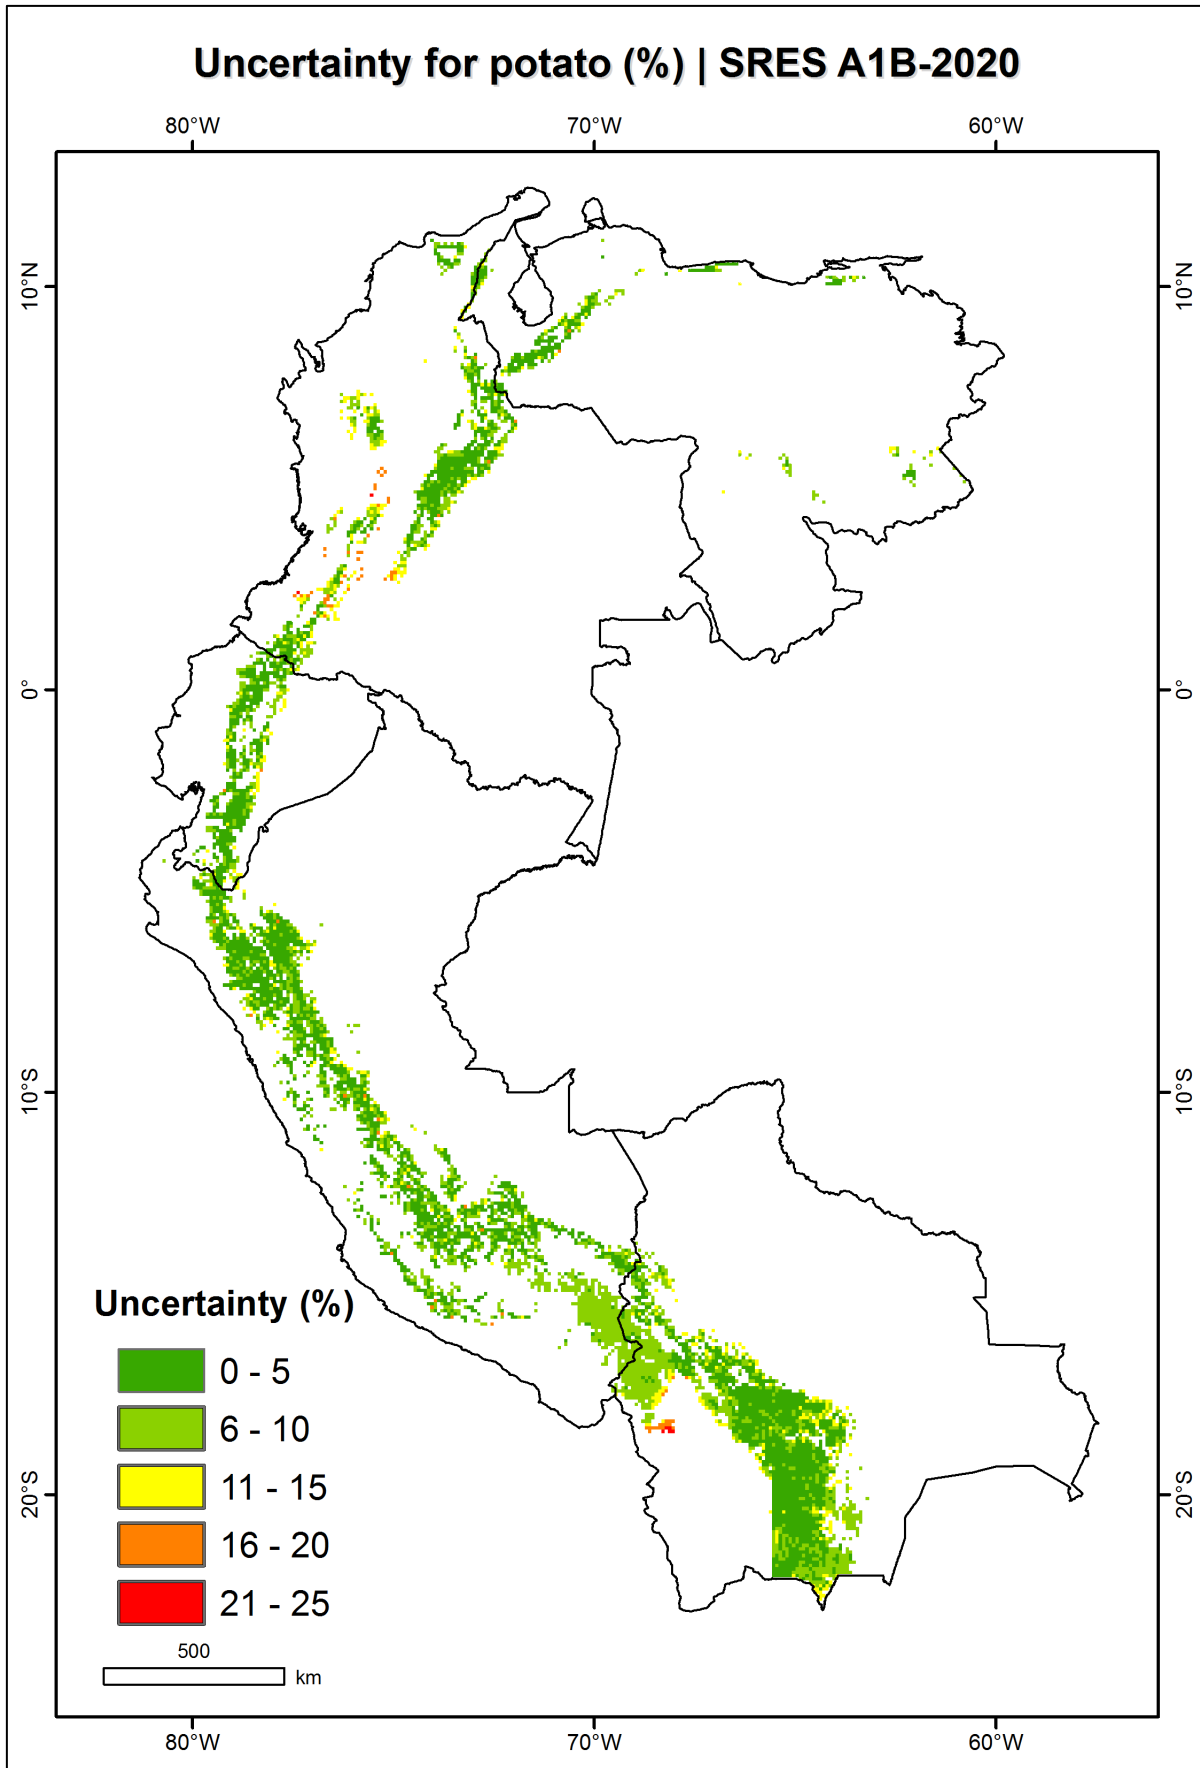 Uncertainty for potato (%) | SRES A1B-2020
80°W 70°W 60°W
10°N 10°N
0° 0°
10°S 10°S
20°S 20°S
Uncertainty (%)
0 - 5
6 - 10
11 - 15
16 - 20
21 - 25
500
km
80°W 70°W 60°W